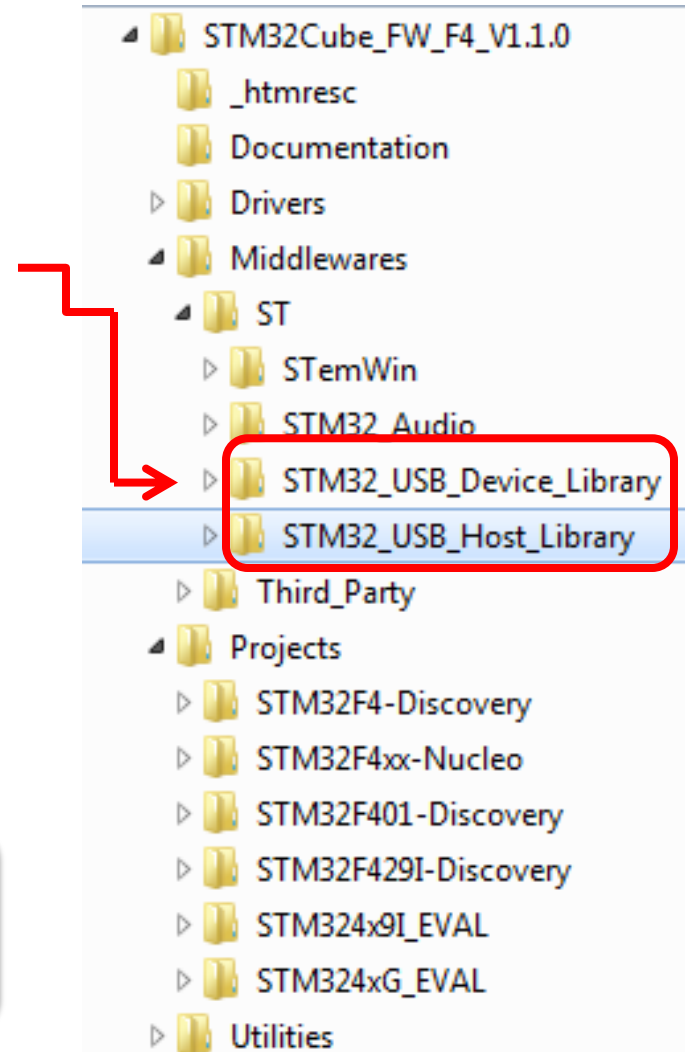 STM32Cube_FW_F4_V1.1.0
_htmresc
Documentation
Drivers
Middlewares
ST
STemWin
STM32_Audio
STM32_USB_Device_Library
STM32_USB_Host_Library
Third_Party
Projects
STM32F4-Discovery
STM32F4xx-Nucleo
STM32F401-Discovery
STM32F429I-Discovery
STM324x9I_EVAL
STM324xG_EVAL
Utilities